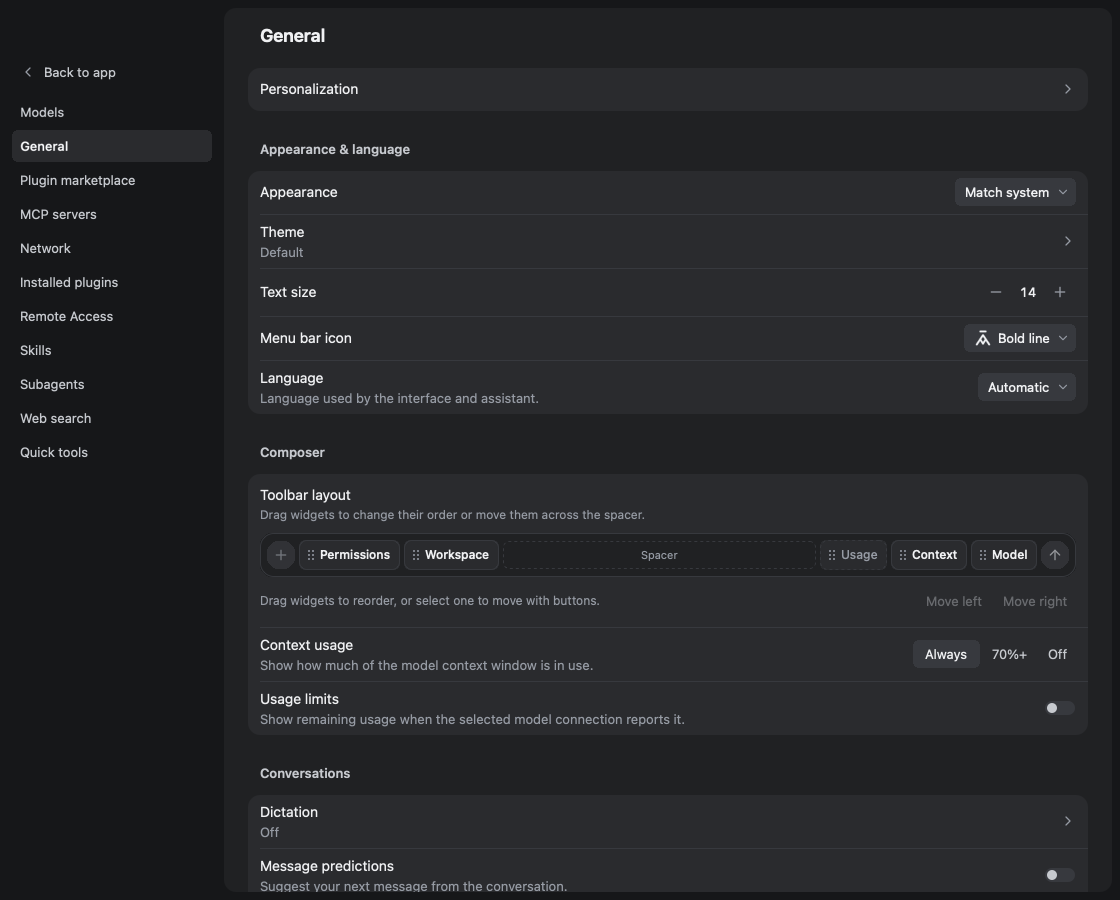 General
Back to app
Models
General
Plugin marketplace
MCP servers
Network
Installed plugins
Remote Access
Skills
Subagents
Web search
Quick tools
Personalization
Appearance & language
Appearance
Match system
Theme
Default
Text size
14
Menu bar icon
Bold line
Language
Language used by the interface and assistant.
Automatic
Composer
Toolbar layout
Drag widgets to change their order or move them across the spacer.
Permissions Workspace Spacer Usage Context Model
Drag widgets to reorder, or select one to move with buttons.
Move left Move right
Context usage
Show how much of the model context window is in use.
Always 70%+ Off
Usage limits
Show remaining usage when the selected model connection reports it.
Conversations
Dictation
Off
Message predictions
Suggest your next message from the conversation.